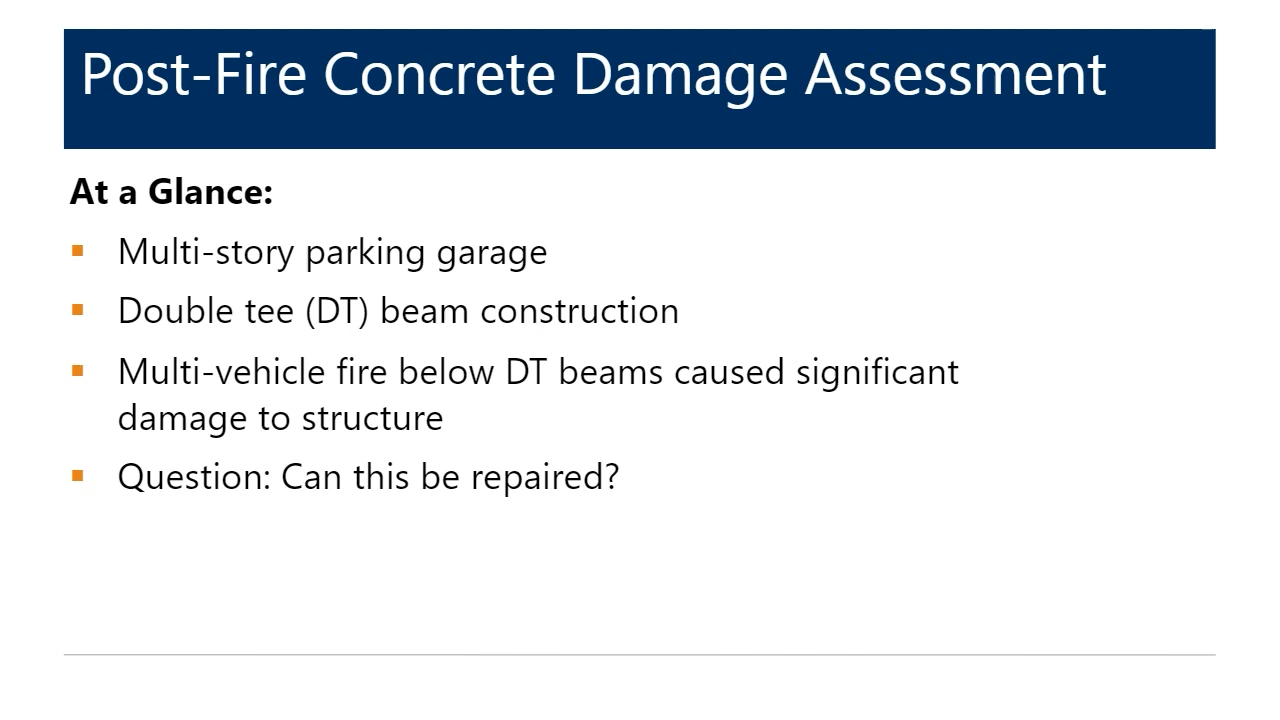 Post-Fire Concrete Damage Assessment
At a Glance:
▪ Multi-story parking garage
▪ Double tee (DT) beam construction
▪ Multi-vehicle fire below DT beams caused significant
damage to structure
▪ Question: Can this be repaired?